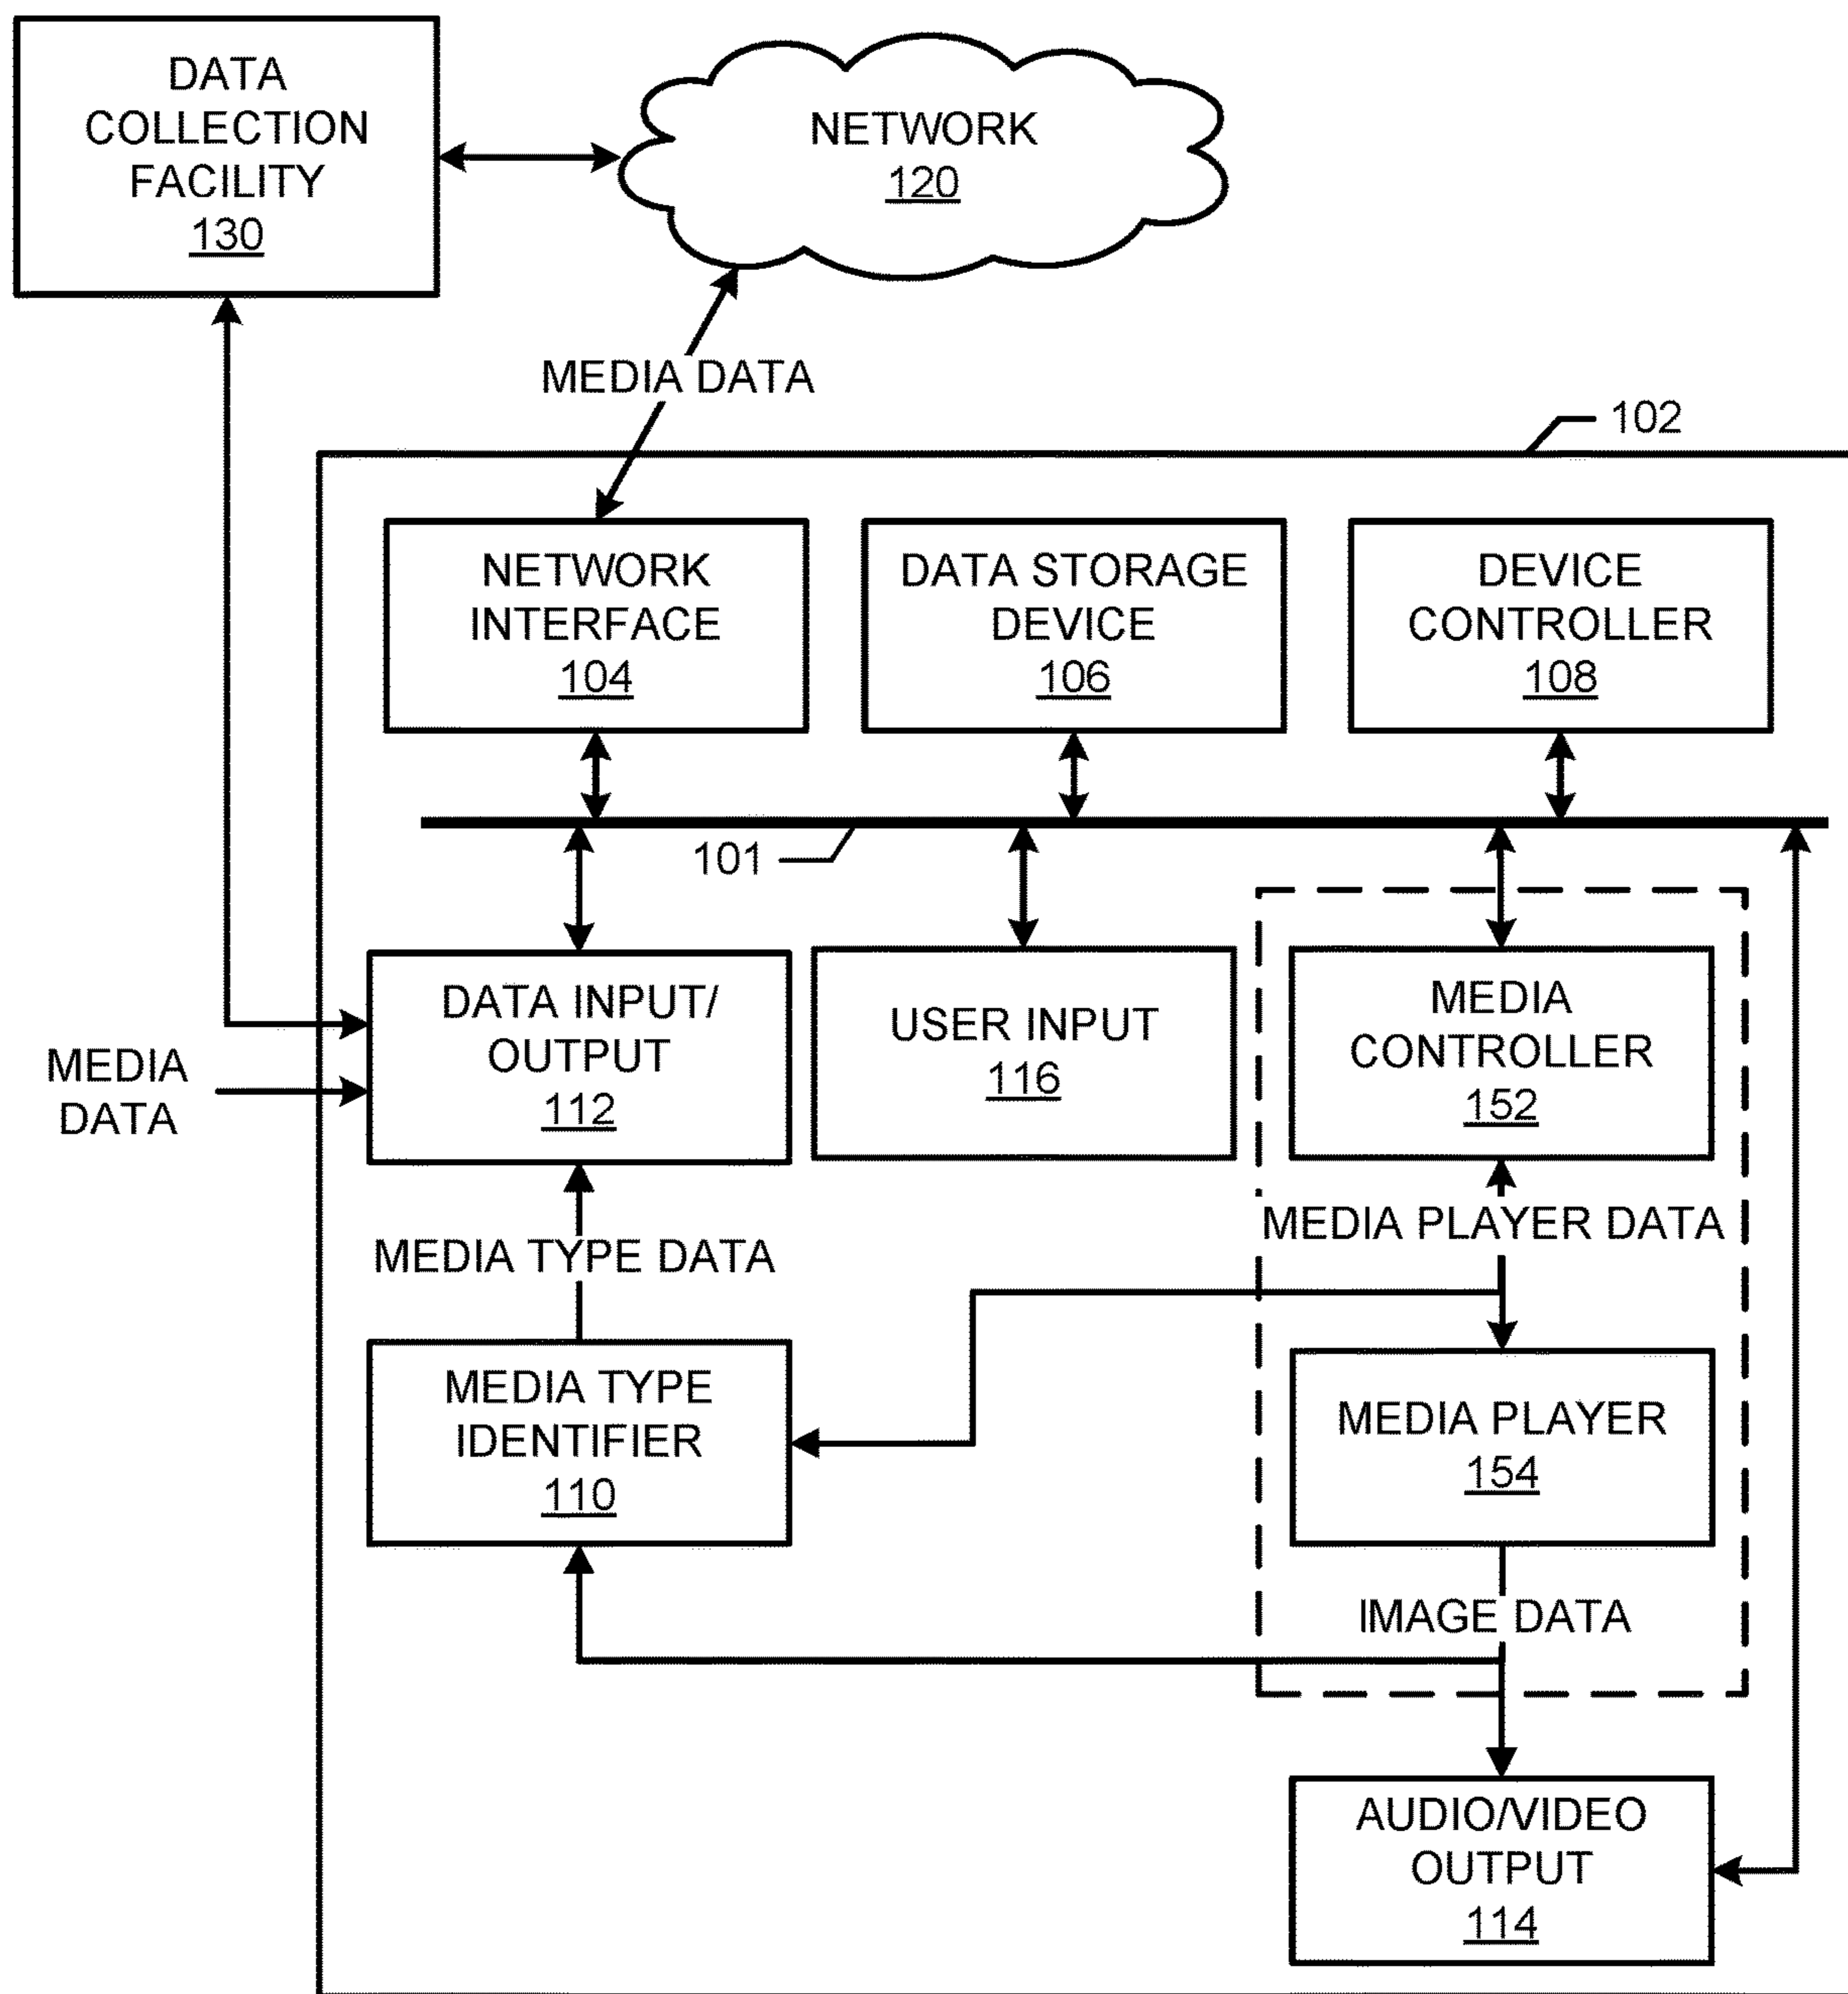 DATA
COLLECTION
FACILITY
130
NETWORK
120
MEDIA DATA
102
NETWORK
INTERFACE
104
DATA STORAGE
DEVICE
106
DEVICE
CONTROLLER
108
101
DATA INPUT/
OUTPUT
112
USER INPUT
116
MEDIA
CONTROLLER
152
MEDIA
DATA
MEDIA PLAYER DATA
MEDIA TYPE DATA
MEDIA TYPE
IDENTIFIER
110
MEDIA PLAYER
154
IMAGE DATA
AUDIO/VIDEO
OUTPUT
114